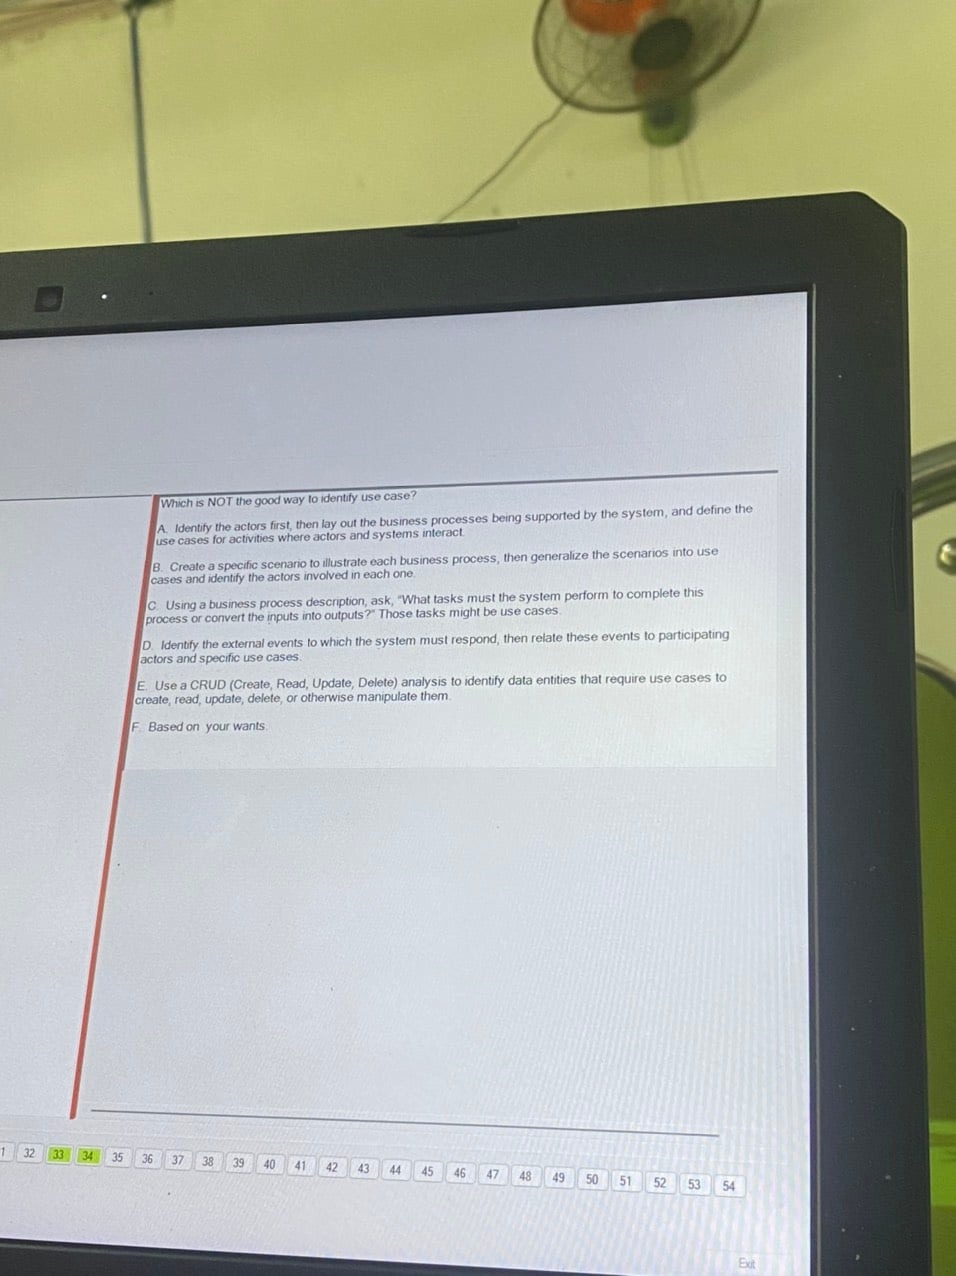 Which is NOT the good way to identify use case?
A. Identify the actors first, then lay out the business processes being supported by the system, and define the
use cases for activities where actors and systems interact.
B. Create a specific scenario to illustrate each business process, then generalize the scenarios into use
cases and identify the actors involved in each one.
C. Using a business process description, ask, "What tasks must the system perform to complete this
process or convert the inputs into outputs?" Those tasks might be use cases.
D. Identify the external events to which the system must respond, then relate these events to participating
actors and specific use cases.
E. Use a CRUD (Create, Read, Update, Delete) analysis to identify data entities that require use cases to
create, read, update, delete, or otherwise manipulate them.
F. Based on your wants.
1 32 33 34 35 36 37 38 39 40 41 42 43 44 45 46 47 48 49 50 51 52 53 54
Exit